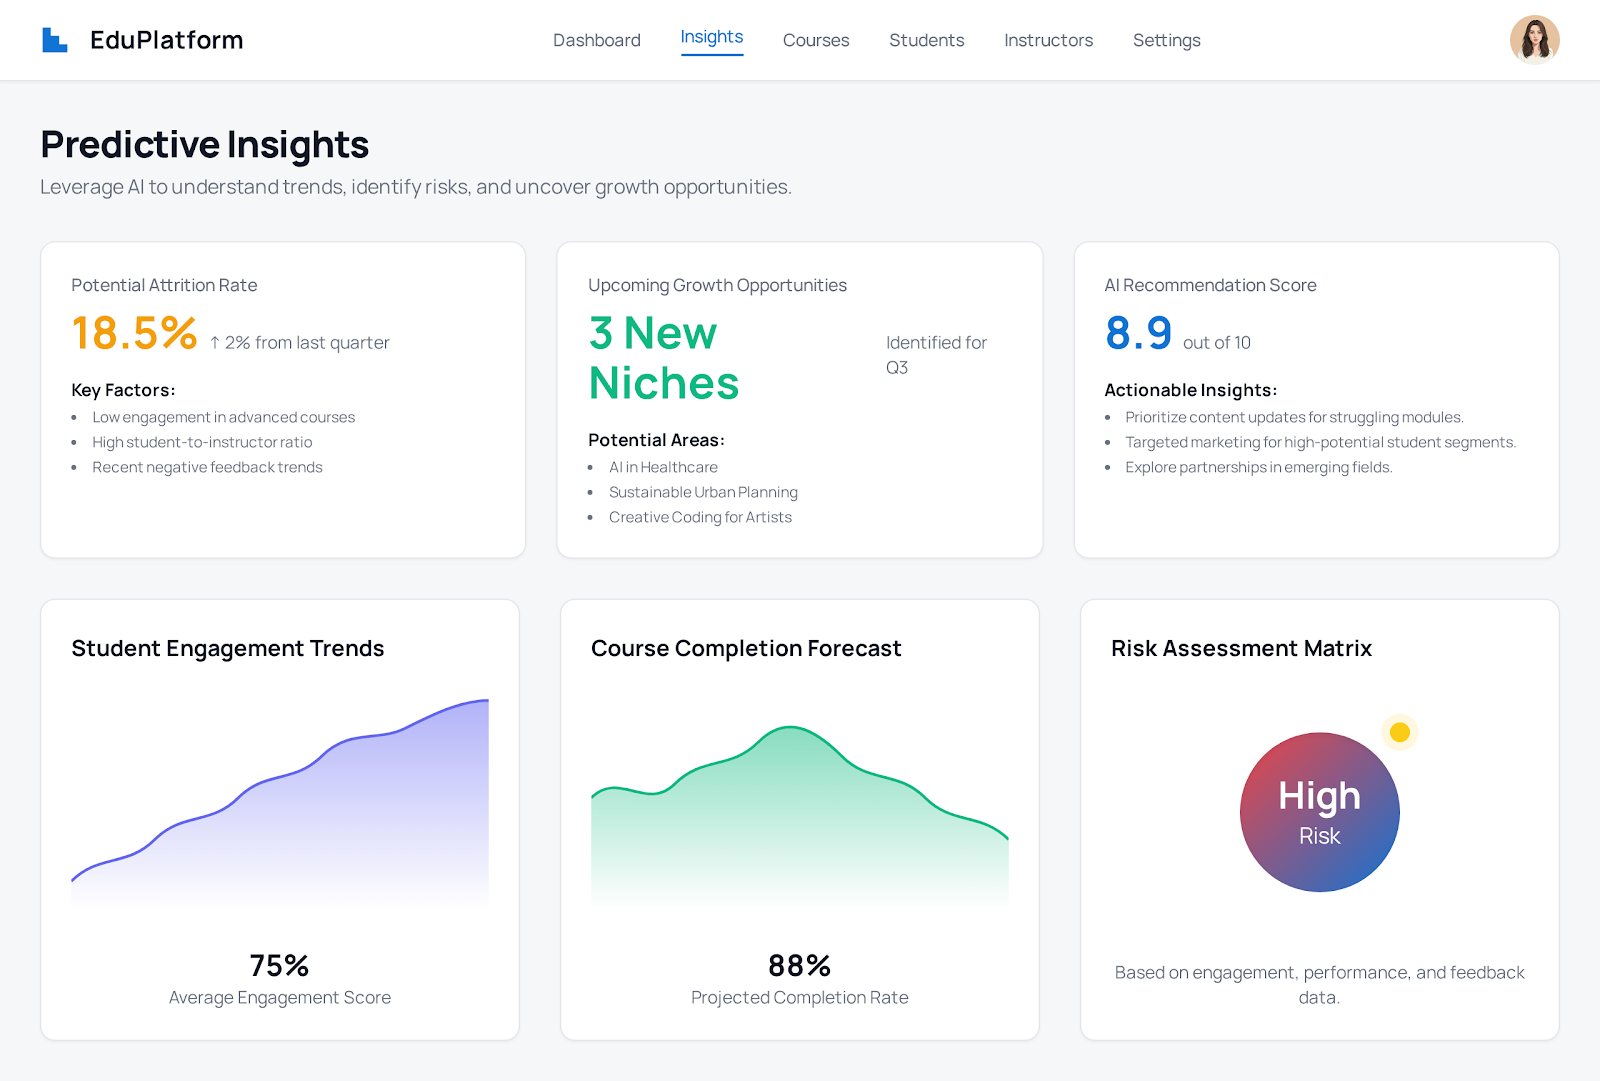 EduPlatform
Dashboard
Insights
Courses
Students
Instructors
Settings
Predictive Insights
Leverage AI to understand trends, identify risks, and uncover growth opportunities.
Potential Attrition Rate
18.5% ↑ 2% from last quarter
Key Factors:
• Low engagement in advanced courses
• High student-to-instructor ratio
• Recent negative feedback trends
Upcoming Growth Opportunities
3 New
Niches
Identified for
Q3
Potential Areas:
• AI in Healthcare
• Sustainable Urban Planning
• Creative Coding for Artists
AI Recommendation Score
8.9 out of 10
Actionable Insights:
• Prioritize content updates for struggling modules.
• Targeted marketing for high-potential student segments.
• Explore partnerships in emerging fields.
Student Engagement Trends
75%
Average Engagement Score
Course Completion Forecast
88%
Projected Completion Rate
Risk Assessment Matrix
High
Risk
Based on engagement, performance, and feedback
data.